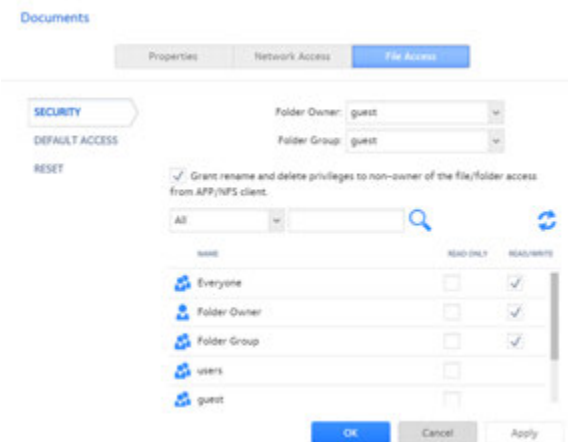 Documents
Properties Network Access File Access
SECURITY
DEFAULT ACCESS
RESET
Folder Owner: guest
Folder Group: guest
Grant rename and delete privileges to non-owner of the file/folder access
from AFP/NFS client.
All
NAME READ ONLY READ/WRITE
Everyone
Folder Owner
Folder Group
users
guest
OK Cancel Apply